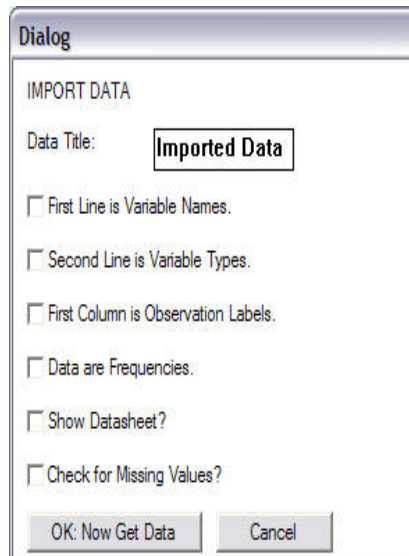 Dialog
IMPORT DATA
Data Title: Imported Data
First Line is Variable Names.
Second Line is Variable Types.
First Column is Observation Labels.
Data are Frequencies.
Show Datasheet?
Check for Missing Values?
OK: Now Get Data Cancel